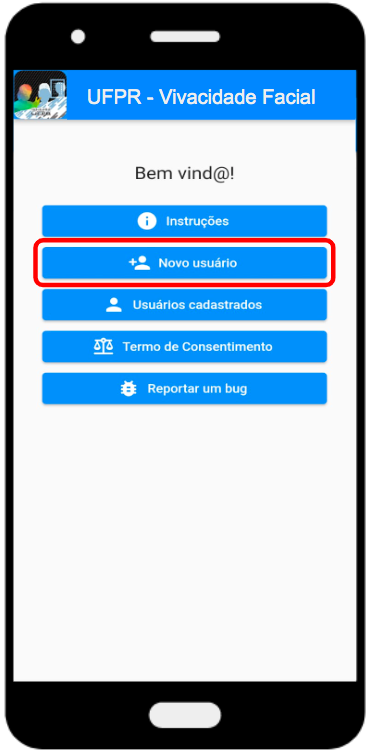 UFPR - Vivacidade Facial
Bem vind@!
Instruções
Novo usuário
Usuários cadastrados
Termo de Consentimento
Reportar um bug